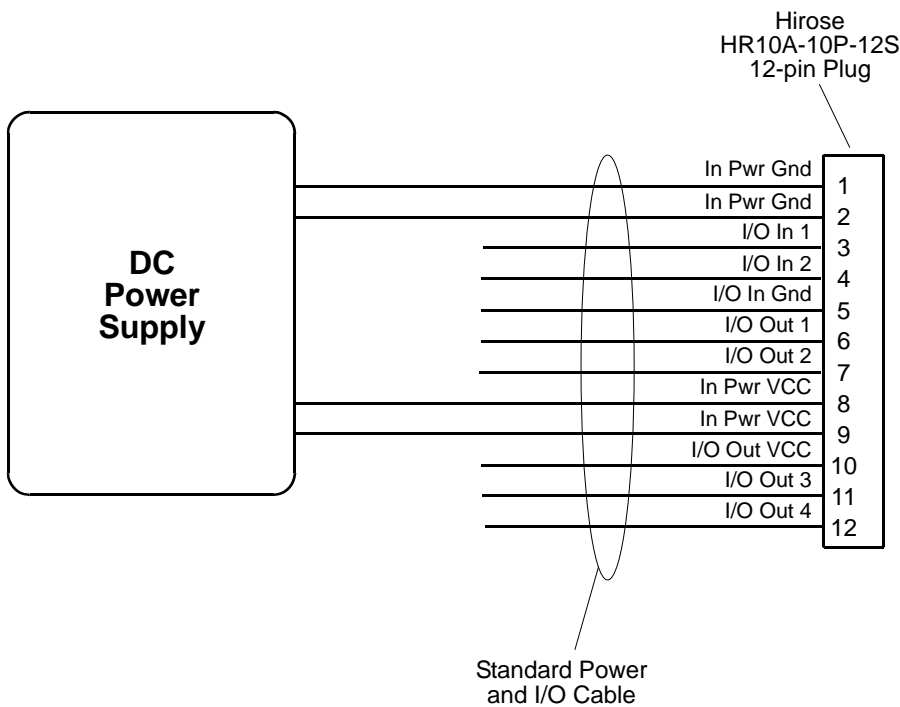 Hirose
HR10A-10P-12S
12-pin Plug
In Pwr Gnd 1
In Pwr Gnd 2
I/O In 1 3
I/O In 2 4
I/O In Gnd 5
I/O Out 1 6
I/O Out 2 7
In Pwr VCC 8
In Pwr VCC 9
I/O Out VCC 10
I/O Out 3 11
I/O Out 4 12
DC
Power
Supply
Standard Power
and I/O Cable